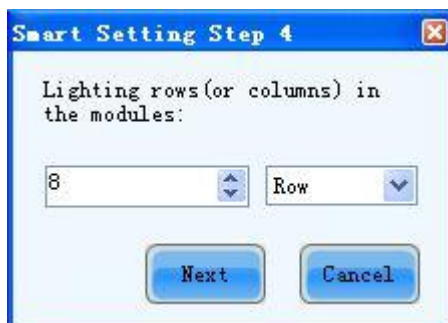 Smart Setting Step 4
Lighting rows(or columns) in
the modules:
8
Row
Next
Cancel